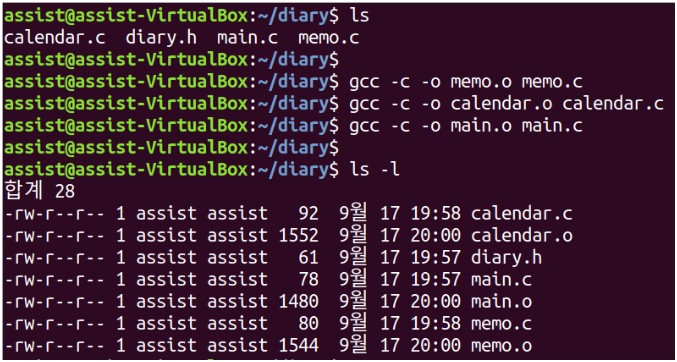 assist@assist-VirtualBox:~/diary$ ls
calendar.c  diary.h  main.c  memo.c
assist@assist-VirtualBox:~/diary$
assist@assist-VirtualBox:~/diary$ gcc -c -o memo.o memo.c
assist@assist-VirtualBox:~/diary$ gcc -c -o calendar.o calendar.c
assist@assist-VirtualBox:~/diary$ gcc -c -o main.o main.c
assist@assist-VirtualBox:~/diary$
assist@assist-VirtualBox:~/diary$ ls -l
합계 28
-rw-r--r-- 1 assist assist   92  9월 17 19:58 calendar.c
-rw-r--r-- 1 assist assist 1552  9월 17 20:00 calendar.o
-rw-r--r-- 1 assist assist   61  9월 17 19:57 diary.h
-rw-r--r-- 1 assist assist   78  9월 17 19:57 main.c
-rw-r--r-- 1 assist assist 1480  9월 17 20:00 main.o
-rw-r--r-- 1 assist assist   80  9월 17 19:58 memo.c
-rw-r--r-- 1 assist assist 1544  9월 17 20:00 memo.o